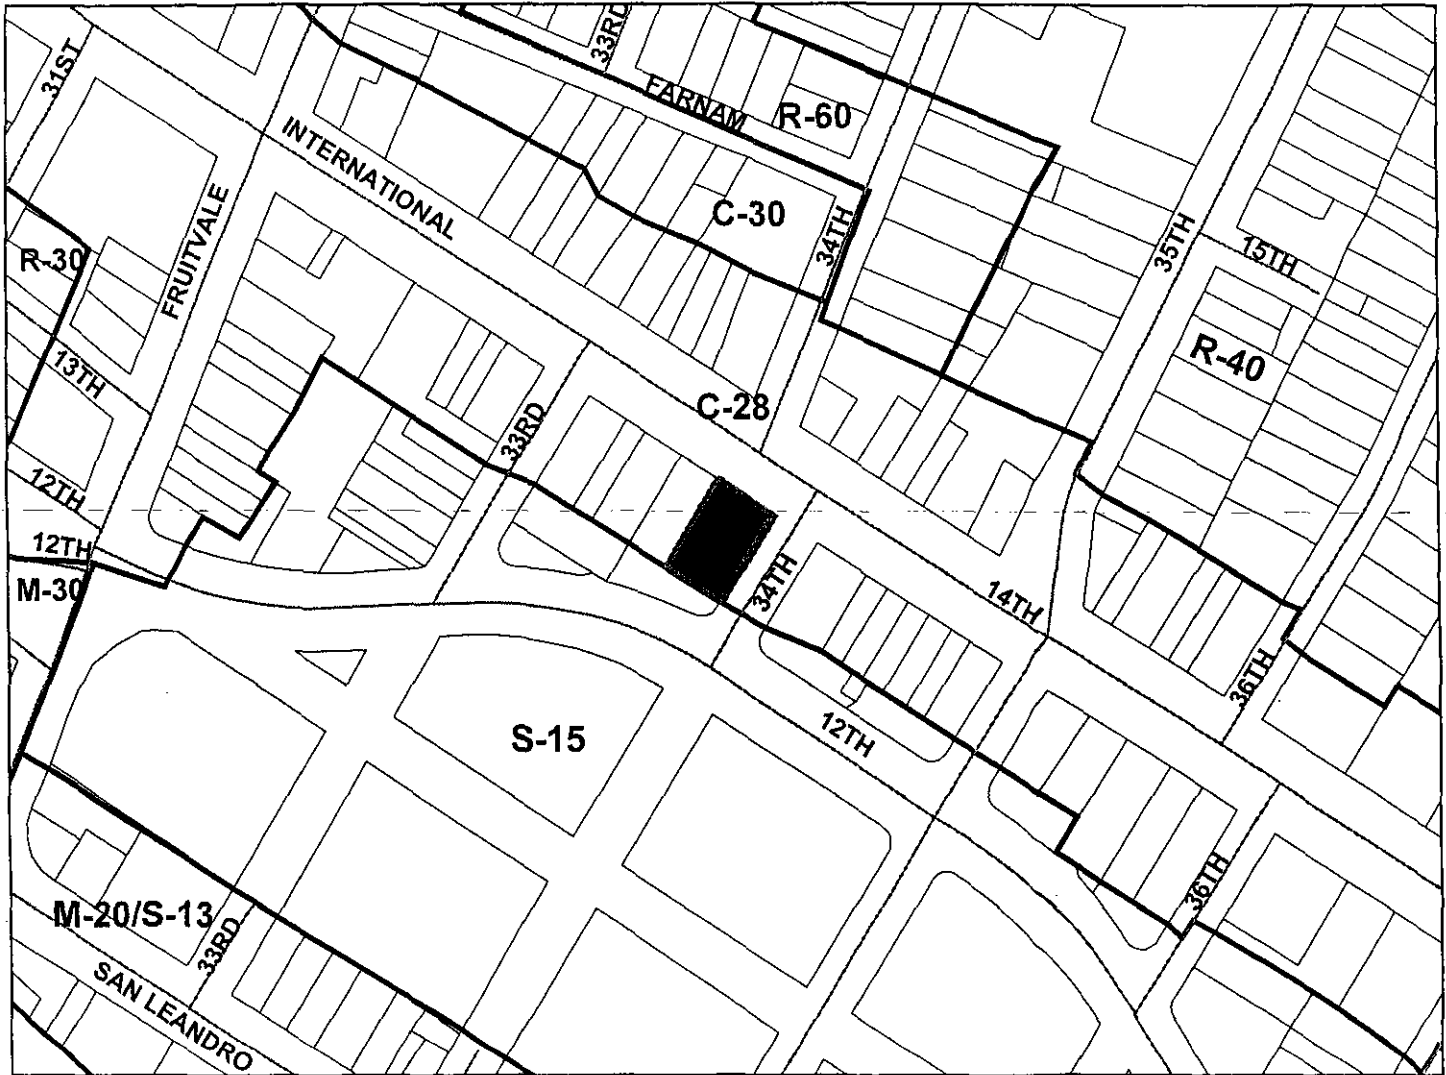 33RD
31ST
FARNAM
R-60
INTERNATIONAL
C-30
FRUITVALE
34TH
35TH
R-30
15TH
13TH
R-40
C-28
33RD
12TH
12TH
M-30
34TH
14TH
36TH
S-15
12TH
36TH
M-20/S-13
33RD
SAN LEANDRO